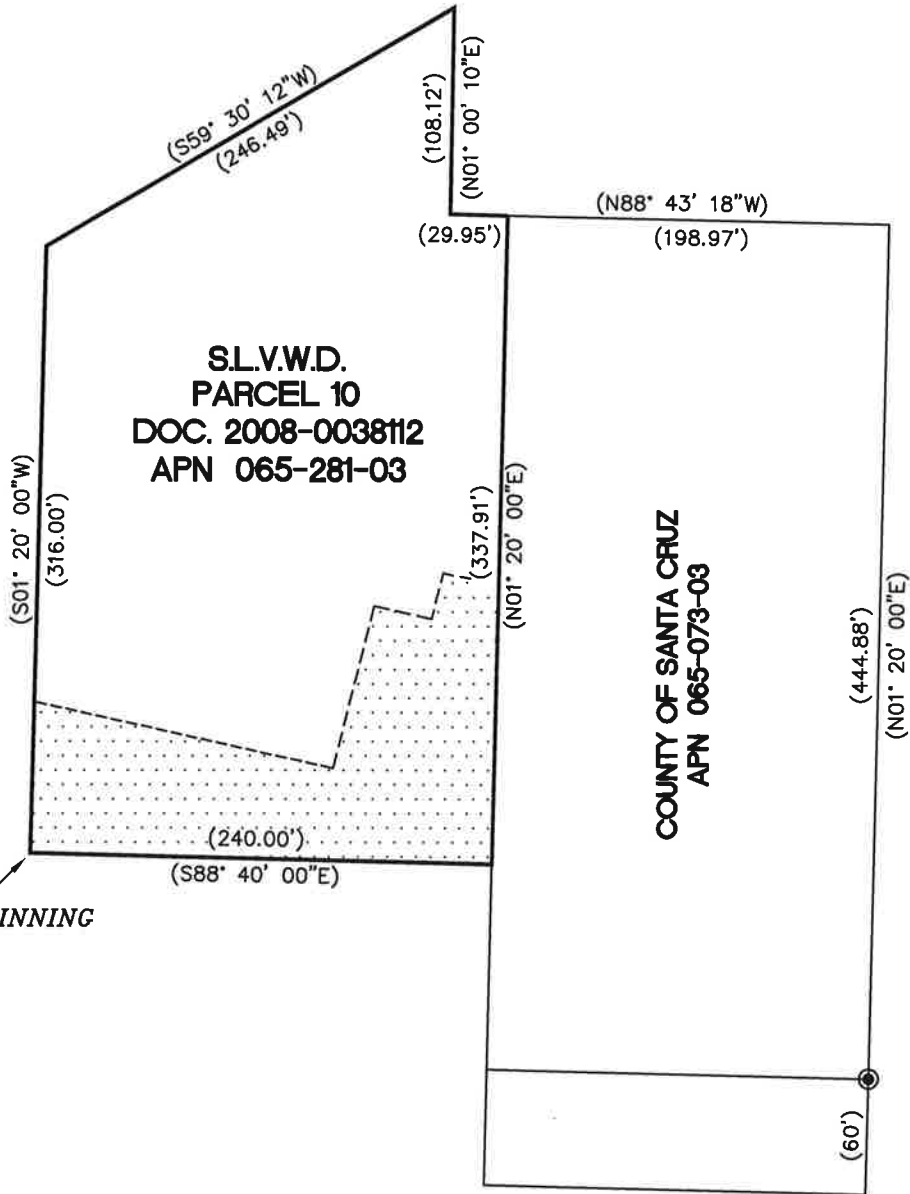 (S59° 30' 12"W)
(246.49')
(108.12')
(N01° 00' 10"E)
(N88° 43' 18"W)
(29.95')
(198.97')
S.L.V.W.D.
PARCEL 10
DOC. 2008-0038112
APN 065-281-03
(S01° 20' 00"W)
(316.00')
(337.91')
(N01° 20' 00"E)
COUNTY OF SANTA CRUZ
APN 065-073-03
(444.88')
(N01° 20' 00"E)
(240.00')
(S88° 40' 00"E)
INNING
(60')